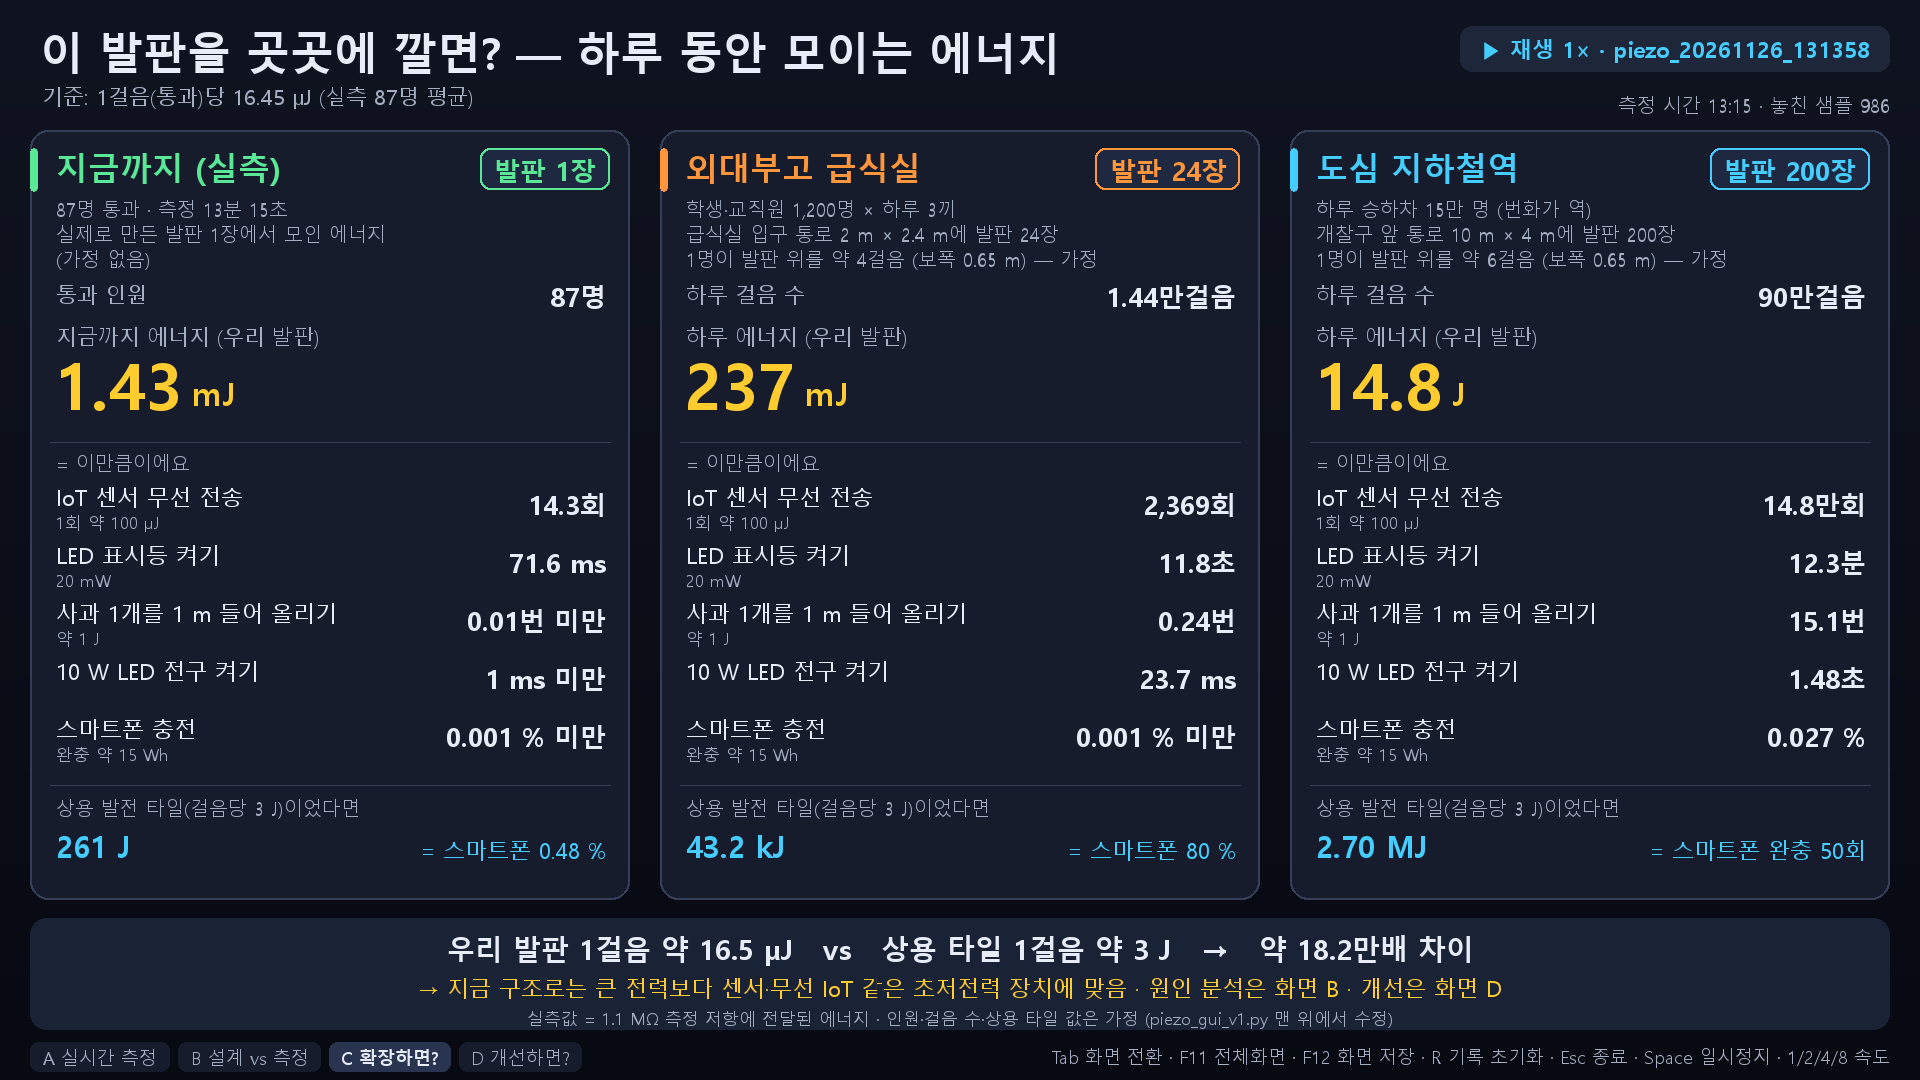 이 발판을 곳곳에 깔면? — 하루 동안 모이는 에너지
▶ 재생 1× · piezo_20261126_131358
기준: 1걸음(통과)당 16.45 µJ (실측 87명 평균)
측정 시간 13:15 · 놓친 샘플 986
지금까지 (실측)
발판 1장
87명 통과 · 측정 13분 15초
실제로 만든 발판 1장에서 모인 에너지
(가정 없음)
통과 인원
87명
지금까지 에너지 (우리 발판)
1.43 mJ
= 이만큼이에요
IoT 센서 무선 전송
14.3회
1회 약 100 µJ
LED 표시등 켜기
71.6 ms
20 mW
사과 1개를 1 m 들어 올리기
0.01번 미만
약 1 J
10 W LED 전구 켜기
1 ms 미만
스마트폰 충전
0.001 % 미만
완충 약 15 Wh
상용 발전 타일(걸음당 3 J)이었다면
261 J
= 스마트폰 0.48 %
외대부고 급식실
발판 24장
학생·교직원 1,200명 × 하루 3끼
급식실 입구 통로 2 m × 2.4 m에 발판 24장
1명이 발판 위를 약 4걸음 (보폭 0.65 m) — 가정
하루 걸음 수
1.44만걸음
하루 에너지 (우리 발판)
237 mJ
= 이만큼이에요
IoT 센서 무선 전송
2,369회
1회 약 100 µJ
LED 표시등 켜기
11.8초
20 mW
사과 1개를 1 m 들어 올리기
0.24번
약 1 J
10 W LED 전구 켜기
23.7 ms
스마트폰 충전
0.001 % 미만
완충 약 15 Wh
상용 발전 타일(걸음당 3 J)이었다면
43.2 kJ
= 스마트폰 80 %
도심 지하철역
발판 200장
하루 승하차 15만 명 (번화가 역)
개찰구 앞 통로 10 m × 4 m에 발판 200장
1명이 발판 위를 약 6걸음 (보폭 0.65 m) — 가정
하루 걸음 수
90만걸음
하루 에너지 (우리 발판)
14.8 J
= 이만큼이에요
IoT 센서 무선 전송
14.8만회
1회 약 100 µJ
LED 표시등 켜기
12.3분
20 mW
사과 1개를 1 m 들어 올리기
15.1번
약 1 J
10 W LED 전구 켜기
1.48초
스마트폰 충전
0.027 %
완충 약 15 Wh
상용 발전 타일(걸음당 3 J)이었다면
2.70 MJ
= 스마트폰 완충 50회
우리 발판 1걸음 약 16.5 µJ vs 상용 타일 1걸음 약 3 J → 약 18.2만배 차이
→ 지금 구조로는 큰 전력보다 센서·무선 IoT 같은 초저전력 장치에 맞음 · 원인 분석은 화면 B · 개선은 화면 D
실측값 = 1.1 MΩ 측정 저항에 전달된 에너지 · 인원·걸음 수·상용 타일 값은 가정 (piezo_gui_v1.py 맨 위에서 수정)
A 실시간 측정
B 설계 vs 측정
C 확장하면?
D 개선하면?
Tab 화면 전환 · F11 전체화면 · F12 화면 저장 · R 기록 초기화 · Esc 종료 · Space 일시정지 · 1/2/4/8 속도